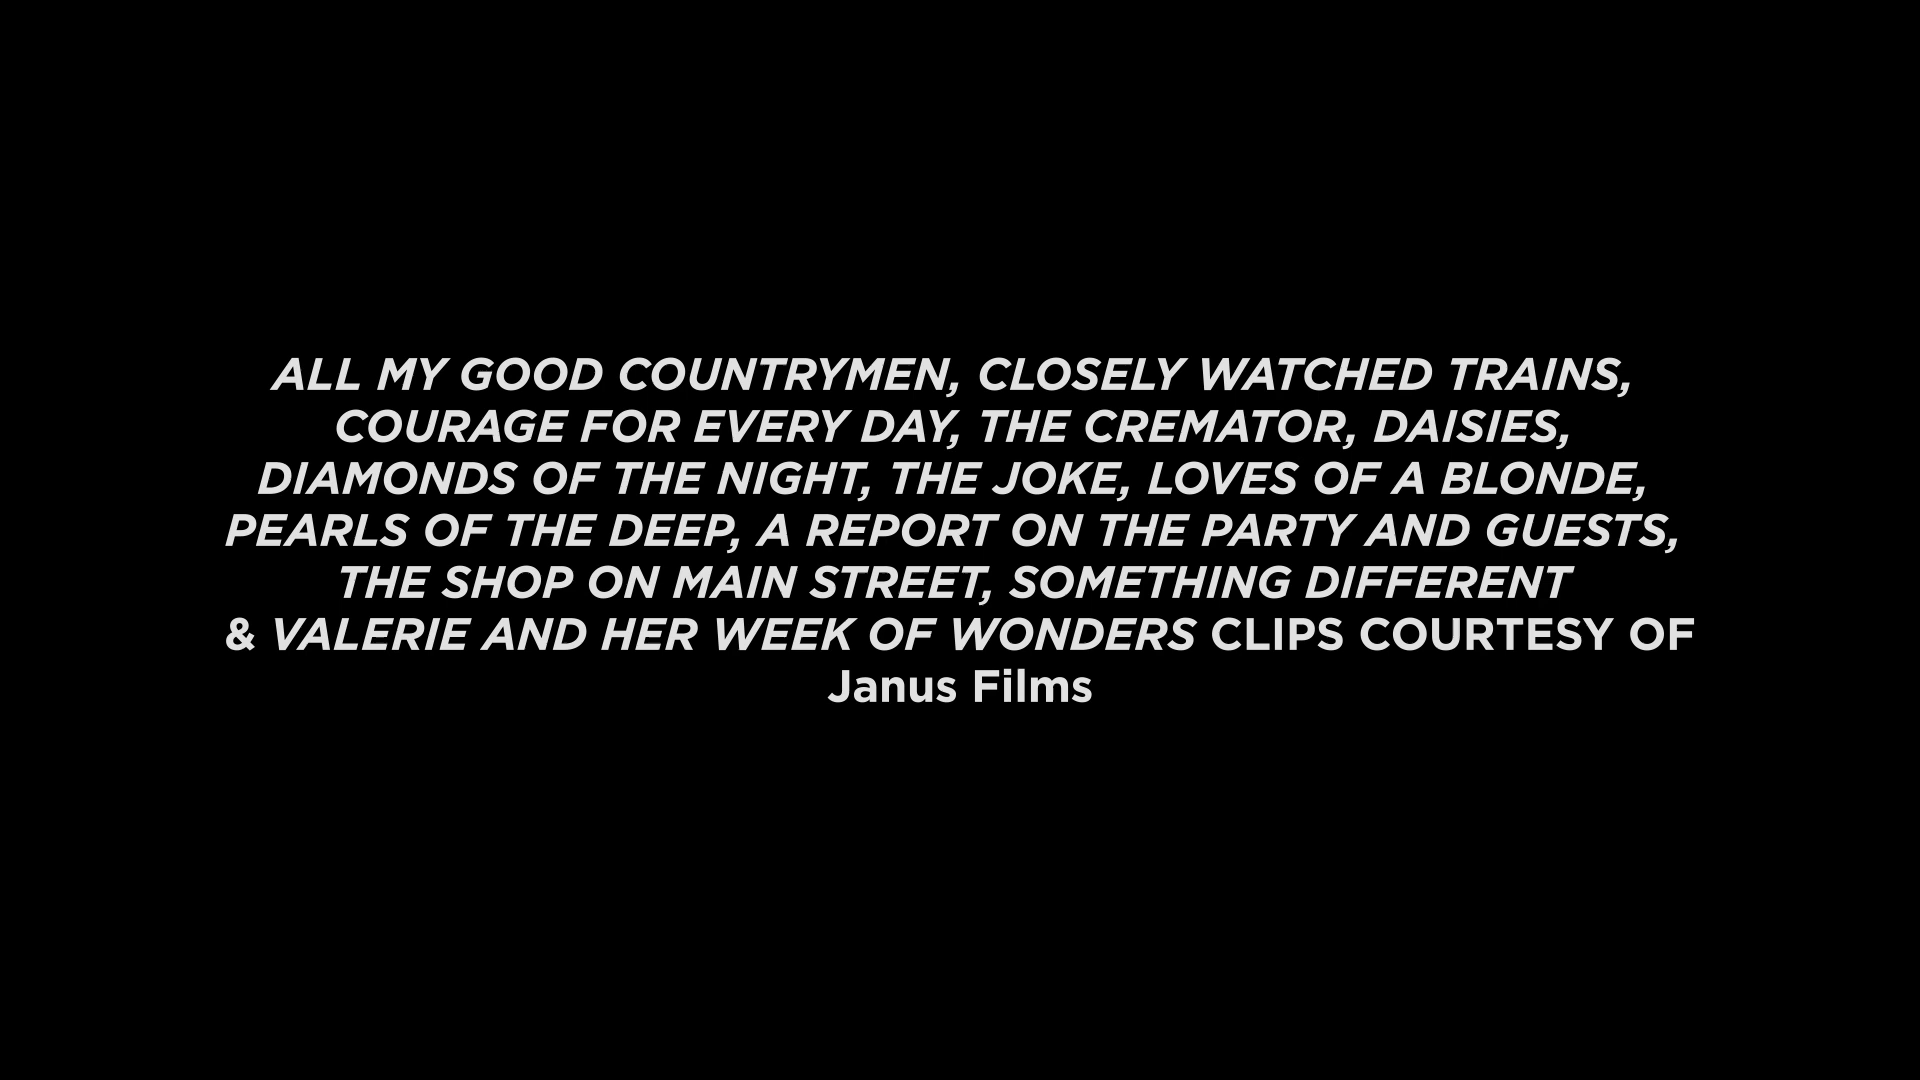 ALL MY GOOD COUNTRYMEN, CLOSELY WATCHED TRAINS,
COURAGE FOR EVERY DAY, THE CREMATOR, DAISIES,
DIAMONDS OF THE NIGHT, THE JOKE, LOVES OF A BLONDE,
PEARLS OF THE DEEP, A REPORT ON THE PARTY AND GUESTS,
THE SHOP ON MAIN STREET, SOMETHING DIFFERENT
& VALERIE AND HER WEEK OF WONDERS CLIPS COURTESY OF
Janus Films